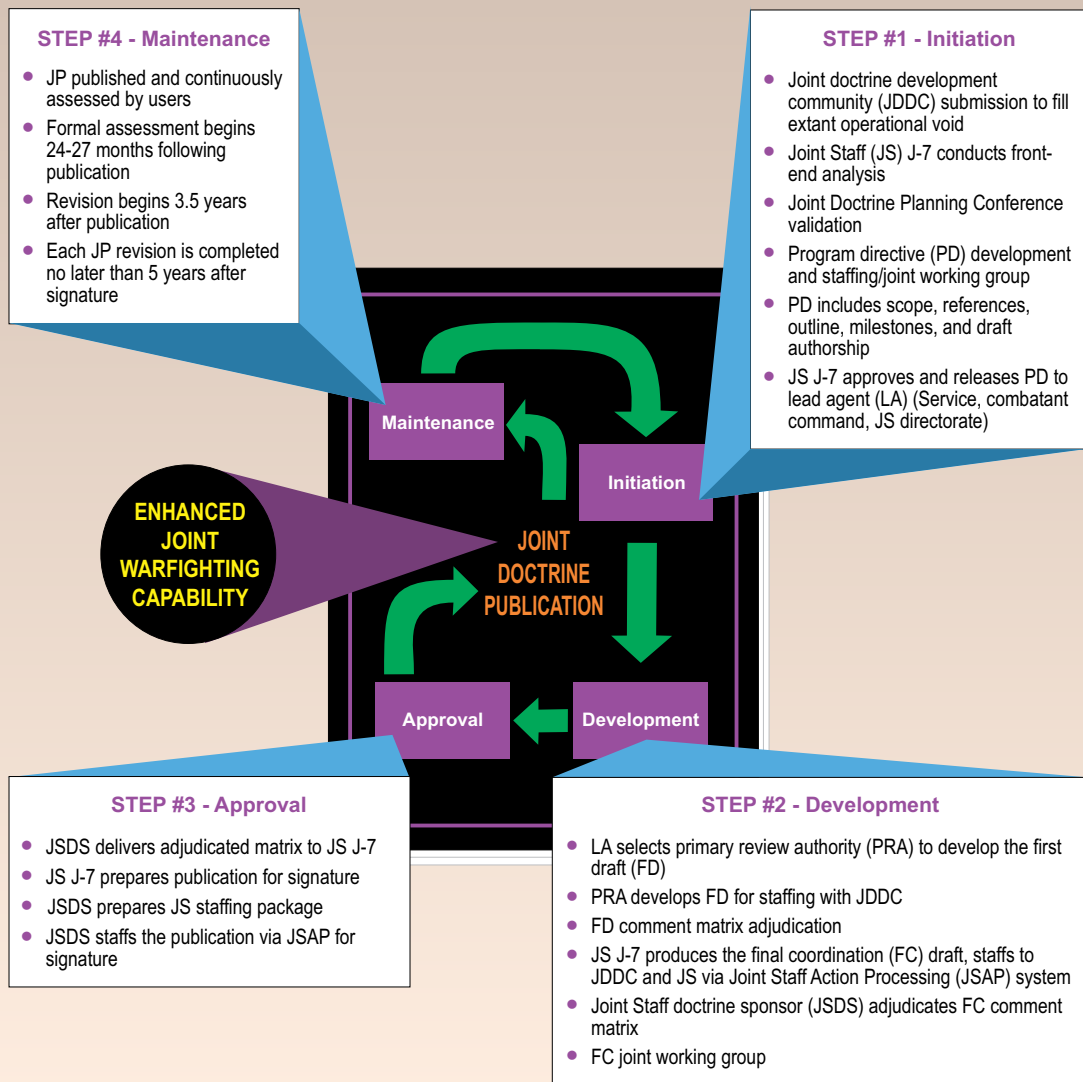 STEP #4 - Maintenance
• JP published and continuously
assessed by users
• Formal assessment begins
24-27 months following
publication
• Revision begins 3.5 years
after publication
• Each JP revision is completed
no later than 5 years after
signature
STEP #1 - Initiation
• Joint doctrine development
community (JDDC) submission to fill
extant operational void
• Joint Staff (JS) J-7 conducts front-
end analysis
• Joint Doctrine Planning Conference
validation
• Program directive (PD) development
and staffing/joint working group
• PD includes scope, references,
outline, milestones, and draft
authorship
• JS J-7 approves and releases PD to
lead agent (LA) (Service, combatant
command, JS directorate)
Maintenance
Initiation
ENHANCED
JOINT
WARFIGHTING
CAPABILITY
JOINT
DOCTRINE
PUBLICATION
Approval
Development
STEP #3 - Approval
• JSDS delivers adjudicated matrix to JS J-7
• JS J-7 prepares publication for signature
• JSDS prepares JS staffing package
• JSDS staffs the publication via JSAP for
signature
STEP #2 - Development
• LA selects primary review authority (PRA) to develop the first
draft (FD)
• PRA develops FD for staffing with JDDC
• FD comment matrix adjudication
• JS J-7 produces the final coordination (FC) draft, staffs to
JDDC and JS via Joint Staff Action Processing (JSAP) system
• Joint Staff doctrine sponsor (JSDS) adjudicates FC comment
matrix
• FC joint working group